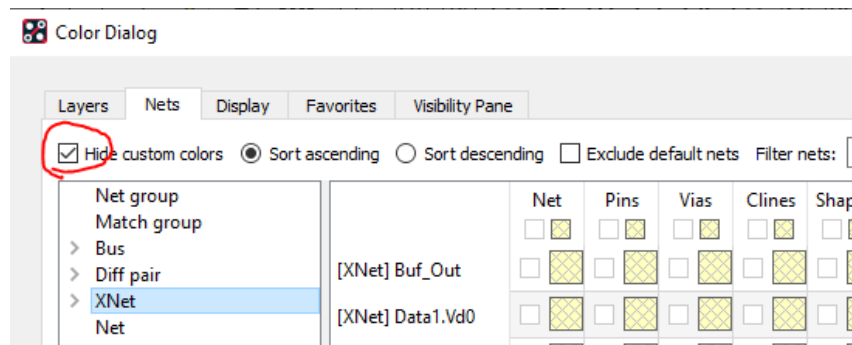 Color Dialog
Layers Nets Display Favorites Visibility Pane
Hide custom colors Sort ascending Sort descending Exclude default nets Filter nets:
Net group
Match group
Bus
Diff pair
XNet
Net
Net Pins Vias Clines Shap
[XNet] Buf_Out
[XNet] Data1.Vd0